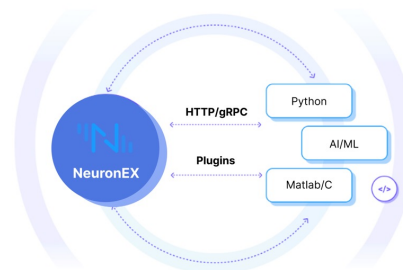 HTTP/gRPC
Python
AI/ML
NeuronEX
Plugins
Matlab/C
</>